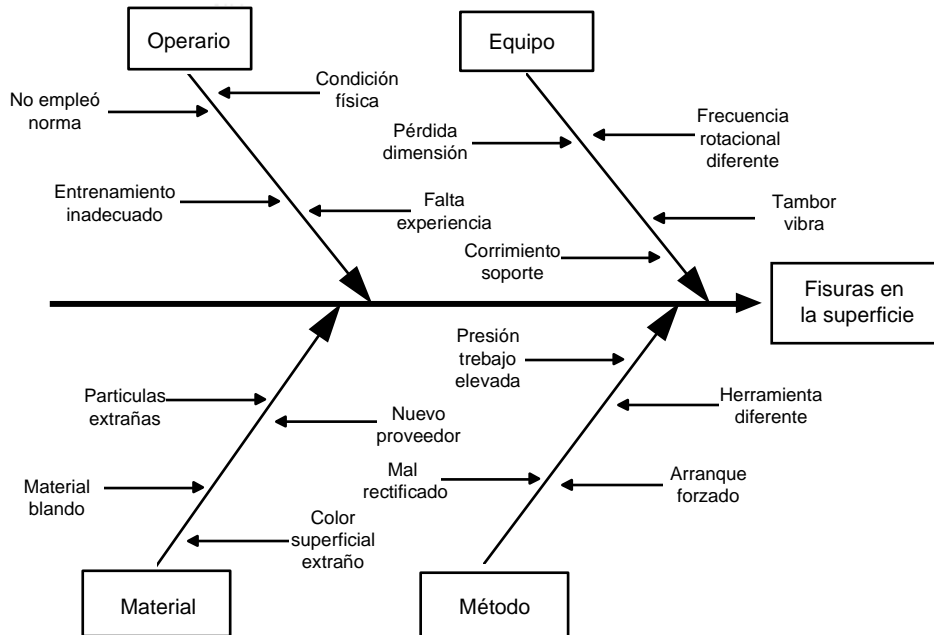 Operario
Equipo
Condición
física
No empleó
norma
Entrenamiento
inadecuado
Falta
experiencia
Pérdida
dimensión
Frecuencia
rotacional
diferente
Tambor
vibra
Corrimiento
soporte
Fisuras en
la superficie
Particulas
extrañas
Nuevo
proveedor
Material
blando
Color
superficial
extraño
Presión
trebajo
elevada
Herramienta
diferente
Mal
rectificado
Arranque
forzado
Material
Método